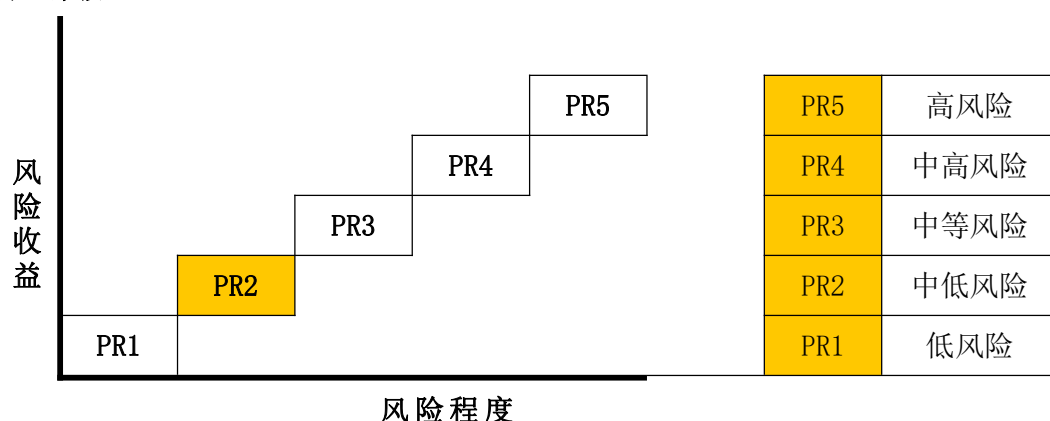 风险收益
PR5
PR4
PR3
PR2
PR1
风险程度
PR5 高风险
PR4 中高风险
PR3 中等风险
PR2 中低风险
PR1 低风险